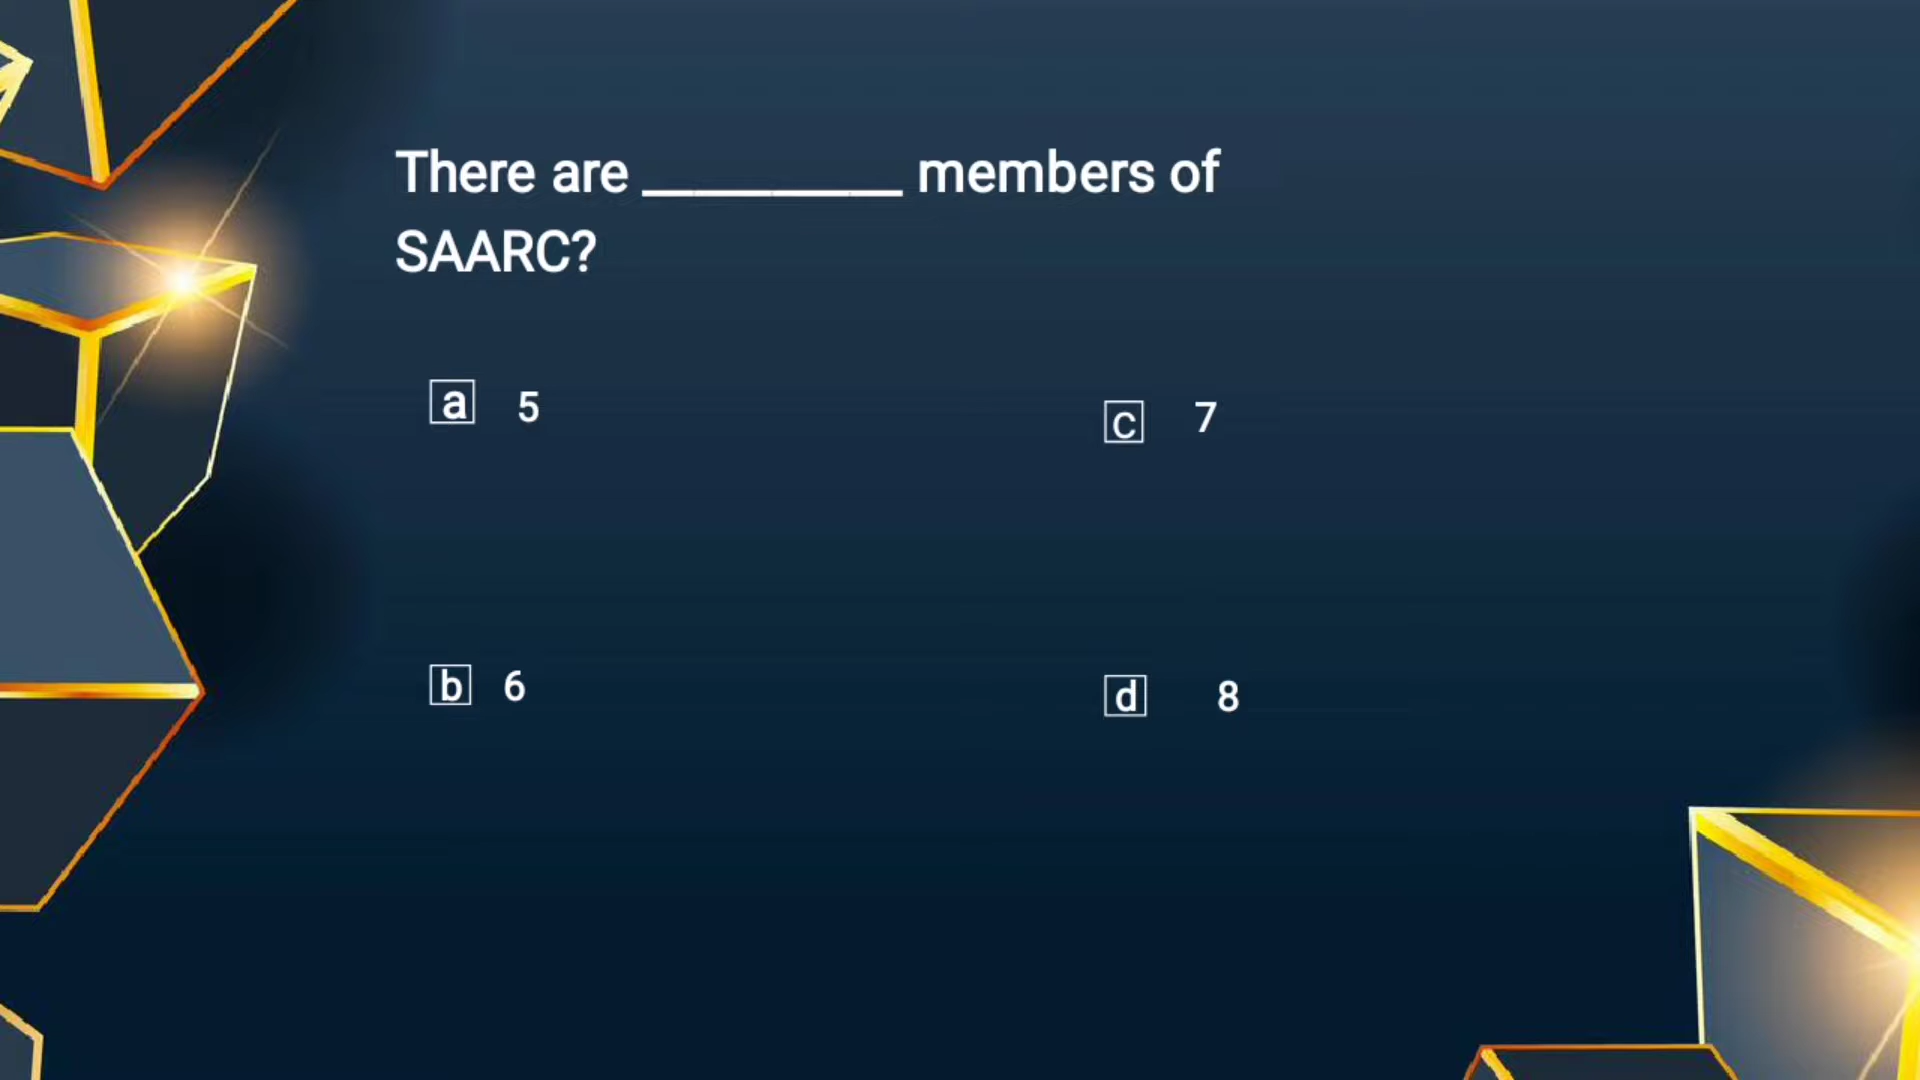 There are __________ members of
SAARC?
a 5
c 7
b 6
d 8